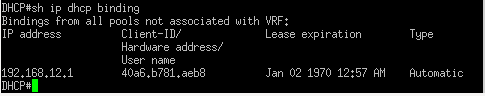 DHCP#sh ip dhcp binding
Bindings from all pools not associated with VRF:
IP address Client-ID/ Lease expiration Type
Hardware address/
User name
192.168.12.1 40a6.b781.aeb8 Jan 02 1970 12:57 AM Automatic
DHCP#